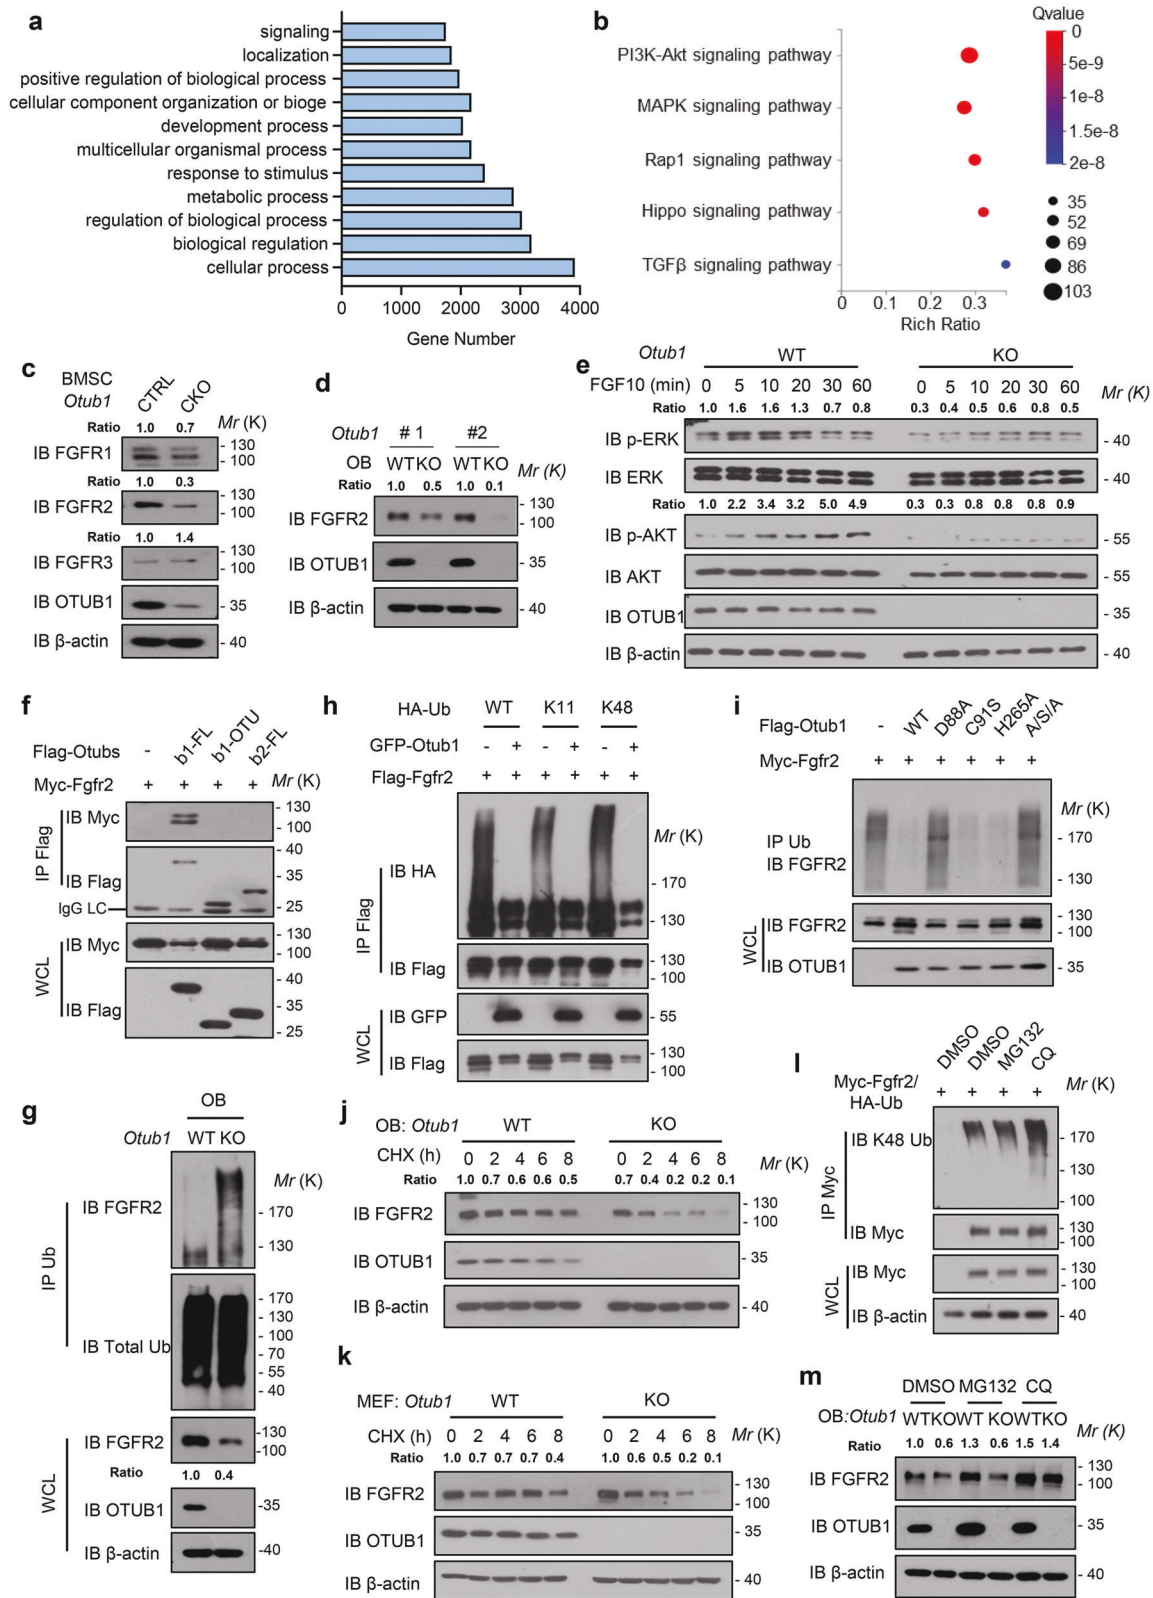 a
signaling
localization
positive regulation of biological process
cellular component organization or bioge
development process
multicellular organismal process
response to stimulus
metabolic process
regulation of biological process
biological regulation
cellular process
0 1000 2000 3000 4000
Gene Number
b
PI3K-Akt signaling pathway
MAPK signaling pathway
Rap1 signaling pathway
Hippo signaling pathway
TGFβ signaling pathway
0 0.1 0.2 0.3
Rich Ratio
Qvalue
0
5e-9
1e-8
1.5e-8
2e-8
35
52
69
86
103
c
BMSC
Otub1 CTRL CKO
Ratio 1.0 0.7 Mr (K)
IB FGFR1 - 130
- 100
Ratio 1.0 0.3
IB FGFR2 - 130
- 100
Ratio 1.0 1.4
IB FGFR3 - 130
- 100
IB OTUB1 - 35
IB β-actin - 40
d
Otub1 # 1 #2
OB WT KO WT KO Mr (K)
Ratio 1.0 0.5 1.0 0.1
IB FGFR2 - 130
- 100
IB OTUB1 - 35
IB β-actin - 40
e
Otub1 WT KO
FGF10 (min) 0 5 10 20 30 60 0 5 10 20 30 60 Mr (K)
Ratio 1.0 1.6 1.6 1.3 0.7 0.8 0.3 0.4 0.5 0.6 0.8 0.5
IB p-ERK - 40
IB ERK - 40
Ratio 1.0 2.2 3.4 3.2 5.0 4.9 0.3 0.3 0.8 0.8 0.8 0.9
IB p-AKT - 55
IB AKT - 55
IB OTUB1 - 35
IB β-actin - 40
f
Flag-Otubs - b1-FL b1-OTU b2-FL
Myc-Fgfr2 + + + + Mr (K)
IP Flag
IB Myc - 130
- 100
IB Flag - 40
- 35
IgG LC - 25
WCL
IB Myc - 130
- 100
IB Flag - 40
- 35
- 25
h
HA-Ub WT K11 K48
GFP-Otub1 - + - + - +
Flag-Fgfr2 + + + + + +
Mr (K)
IP Flag
IB HA - 170
- 130
IB Flag - 130
- 100
WCL
IB GFP - 55
IB Flag - 130
- 100
i
Flag-Otub1 - WT D88A C91S H265A A/S/A
Myc-Fgfr2 + + + + + +
Mr (K)
IP Ub
IB FGFR2
- 170
- 130
WCL
IB FGFR2 - 130
- 100
IB OTUB1 - 35
g
OB
Otub1 WT KO
Mr (K)
IP Ub
IB FGFR2 - 170
- 130
IB Total Ub
- 170
- 130
- 100
- 70
- 55
- 40
WCL
IB FGFR2 - 130
- 100
Ratio 1.0 0.4
IB OTUB1 -35
IB β-actin -40
j
OB: Otub1 WT KO
CHX (h) 0 2 4 6 8 0 2 4 6 8 Mr (K)
Ratio 1.0 0.7 0.6 0.6 0.5 0.7 0.4 0.2 0.2 0.1
IB FGFR2 - 130
- 100
IB OTUB1 - 35
IB β-actin - 40
l
DMSO DMSO MG132 CQ
Myc-Fgfr2/
HA-Ub + + + + Mr (K)
IP Myc
IB K48 Ub - 170
- 130
- 100
IB Myc - 130
- 100
WCL
IB Myc - 130
- 100
IB β-actin - 40
k
MEF: Otub1 WT KO
CHX (h) 0 2 4 6 8 0 2 4 6 8 Mr (K)
Ratio 1.0 0.7 0.7 0.7 0.4 1.0 0.6 0.5 0.2 0.1
IB FGFR2 - 130
- 100
IB OTUB1 - 35
IB β-actin - 40
m
DMSO MG132 CQ
OB:Otub1 WT KO WT KO WT KO Mr (K)
Ratio 1.0 0.6 1.3 0.6 1.5 1.4
IB FGFR2 - 130
- 100
IB OTUB1 - 35
IB β-actin - 40